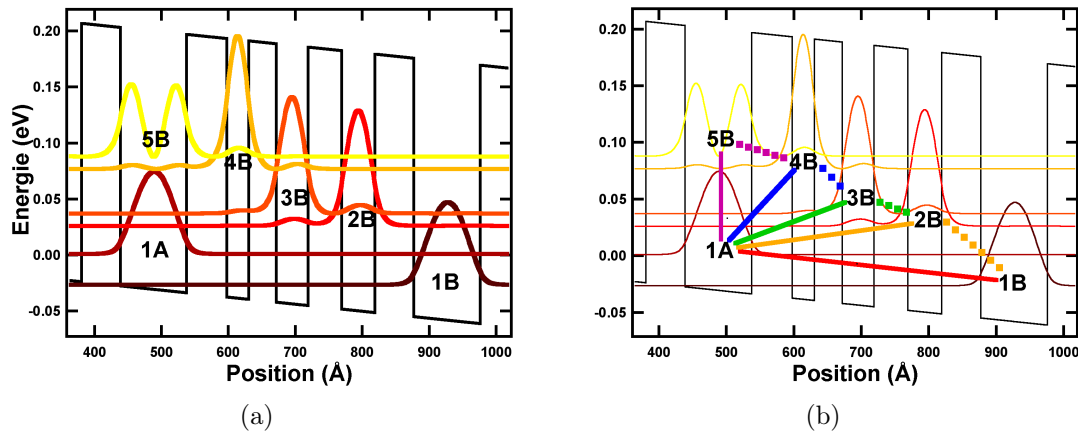 Energie (eV)
0.20
0.15
0.10
0.05
0.00
-0.05
5B
4B
3B
2B
1A
1B
400 500 600 700 800 900 1000
Position (Å)
(a)
0.20
0.15
0.10
0.05
0.00
-0.05
5B
4B
3B
2B
1A
1B
400 500 600 700 800 900 1000
Position (Å)
(b)